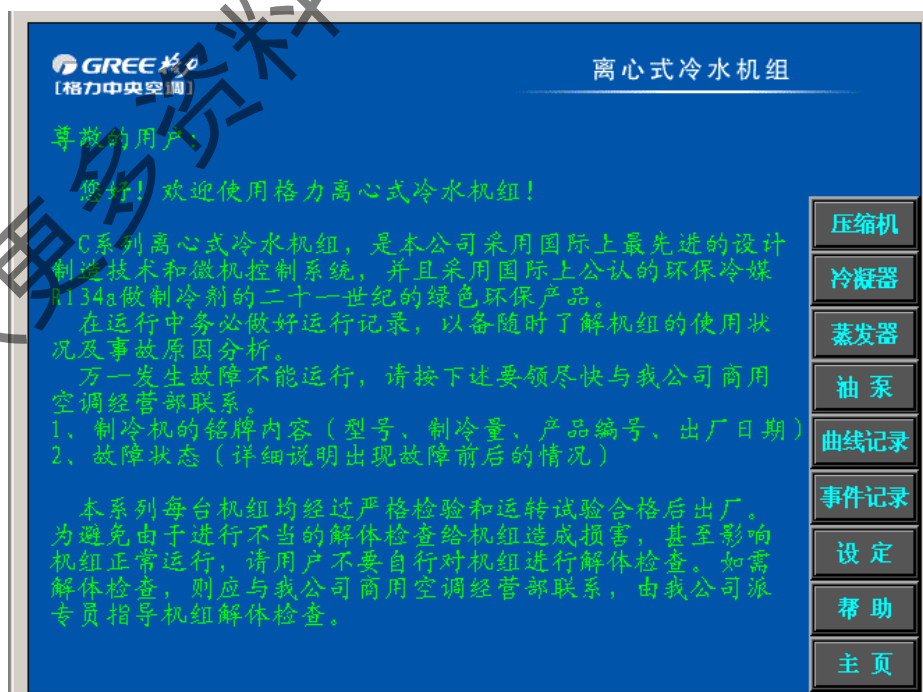 GREE 格力
[格力中央空调]
离心式冷水机组
尊敬的用户:
您好! 欢迎使用格力离心式冷水机组!
C系列离心式冷水机组, 是本公司采用国际上最先进的设计
制造技术和微机控制系统, 并且采用国际上公认的环保冷媒
R134a做制冷剂的二十一世纪的绿色环保产品。
在运行中务必做好运行记录, 以备随时了解机组的使用状
况及事故原因分析。
万一发生故障不能运行, 请按下述要领尽快与我公司商用
空调经营部联系。
1、制冷机的铭牌内容(型号、制冷量、产品编号、出厂日期)
2、故障状态(详细说明出现故障前后的情况)
本系列每台机组均经过严格检验和运转试验合格后出厂。
为避免由于进行不当的解体检查给机组造成损害, 甚至影响
机组正常运行, 请用户不要自行对机组进行解体检查。如需
解体检查, 则应与我公司商用空调经营部联系, 由我公司派
专员指导机组解体检查。
压缩机
冷凝器
蒸发器
油 泵
曲线记录
事件记录
设 定
帮 助
主 页
更多资料